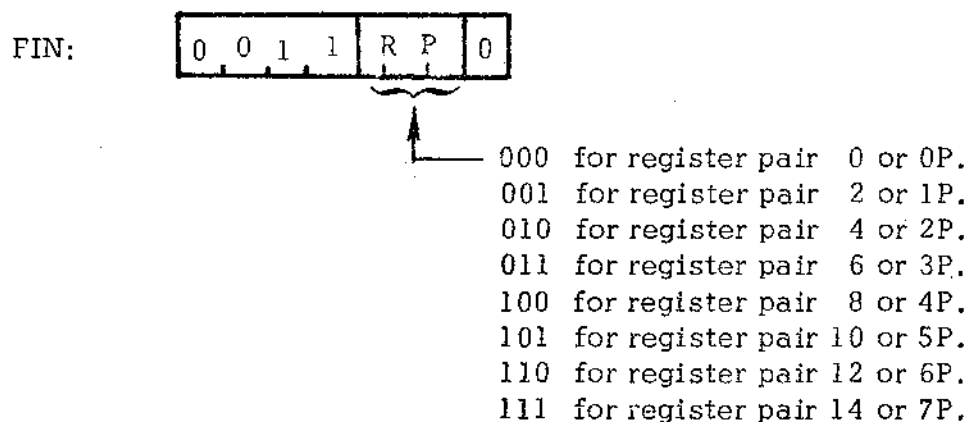 FIN: 0 0 1 1 R P 0
000 for register pair 0 or 0P.
001 for register pair 2 or 1P.
010 for register pair 4 or 2P.
011 for register pair 6 or 3P.
100 for register pair 8 or 4P.
101 for register pair 10 or 5P.
110 for register pair 12 or 6P.
111 for register pair 14 or 7P.